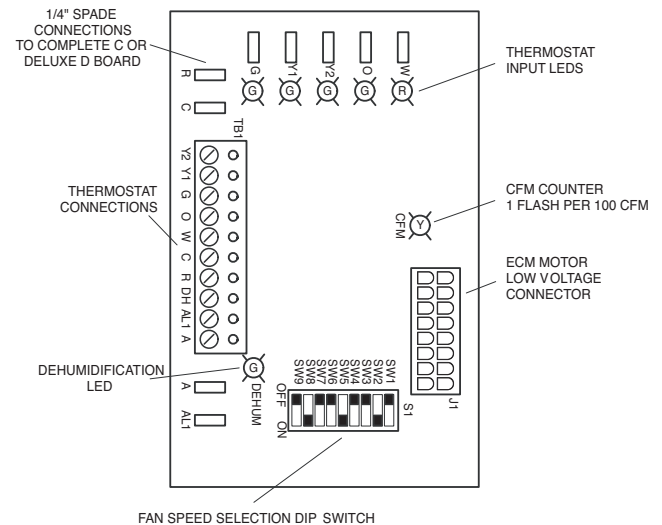 1/4" SPADE
CONNECTIONS
TO COMPLETE C OR
DELUXE D BOARD
R
C
G
Y1
Y2
O
W
G
G
G
G
R
THERMOSTAT
INPUT LEDS
TB1
Y2
Y1
G
O
W
C
R
DH
AL1
A
THERMOSTAT
CONNECTIONS
CFM
Y
CFM COUNTER
1 FLASH PER 100 CFM
ECM MOTOR
LOW VOLTAGE
CONNECTOR
J1
DEHUMIDIFICATION
LED
G
DEHUM
A
AL1
SW9
SW8
SW7
SW6
SW5
SW4
SW3
SW2
SW1
OFF
ON
S1
FAN SPEED SELECTION DIP SWITCH